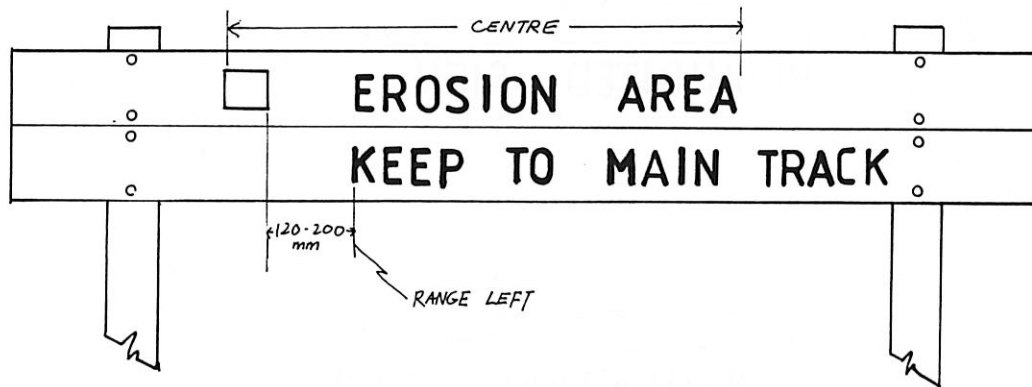 CENTRE
EROSION AREA
KEEP TO MAIN TRACK
120-200
mm
RANGE LEFT